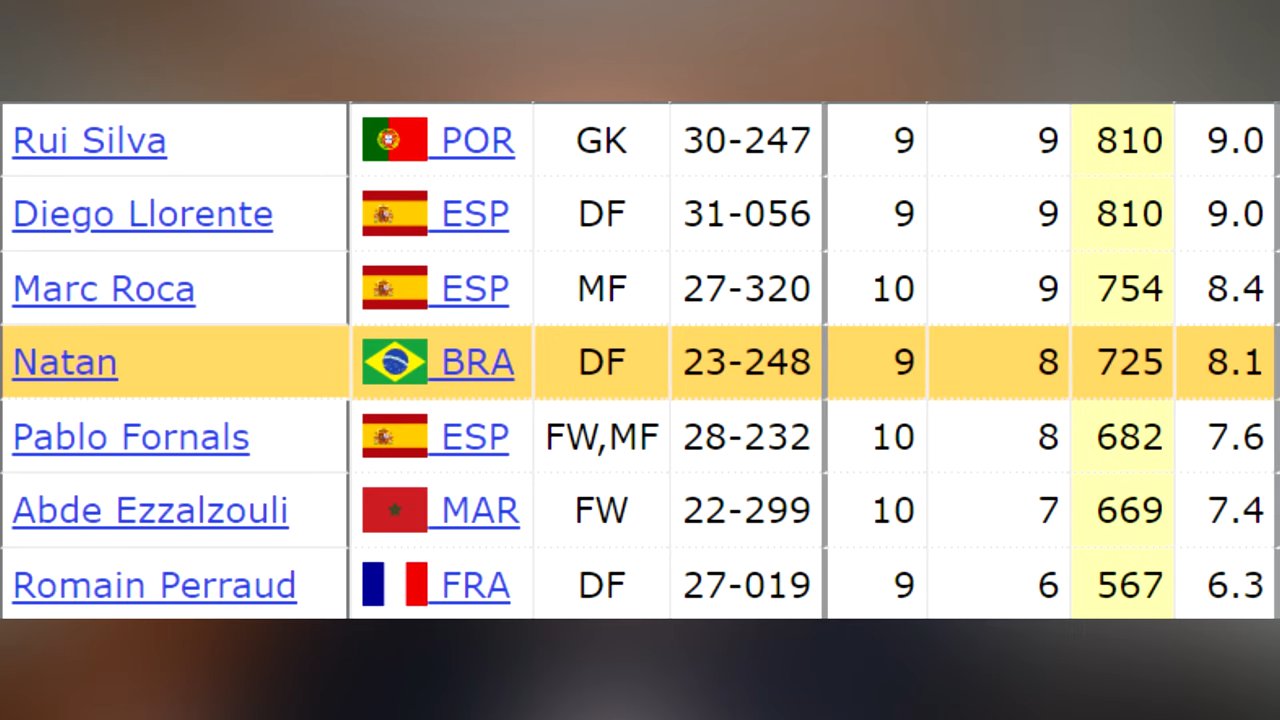 Rui Silva POR GK 30-247 9 9 810 9.0
Diego Llorente ESP DF 31-056 9 9 810 9.0
Marc Roca ESP MF 27-320 10 9 754 8.4
Natan BRA DF 23-248 9 8 725 8.1
Pablo Fornals ESP FW,MF 28-232 10 8 682 7.6
Abde Ezzalzouli MAR FW 22-299 10 7 669 7.4
Romain Perraud FRA DF 27-019 9 6 567 6.3